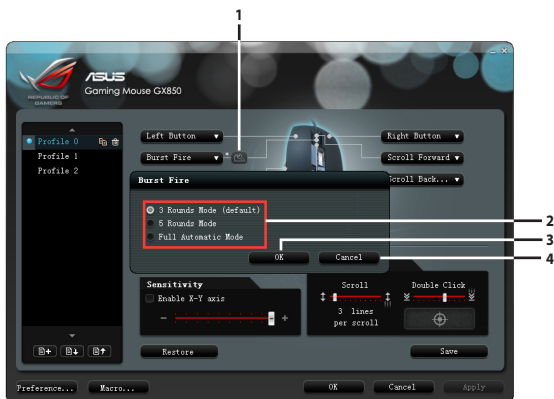 1
ASUS
Gaming Mouse GX850
REPUBLIC OF
GAMERS
Profile 0
Profile 1
Profile 2
Left Button
Right Button
Burst Fire
Scroll Forward
Scroll Back...
Burst Fire
3 Rounds Mode (default)
5 Rounds Mode
Full Automatic Mode
2
OK
3
Cancel
4
Sensitivity
Enable X-Y axis
- +
Scroll
3 lines
per scroll
Double Click
Restore
Save
Preference...
Macro...
OK
Cancel
Apply